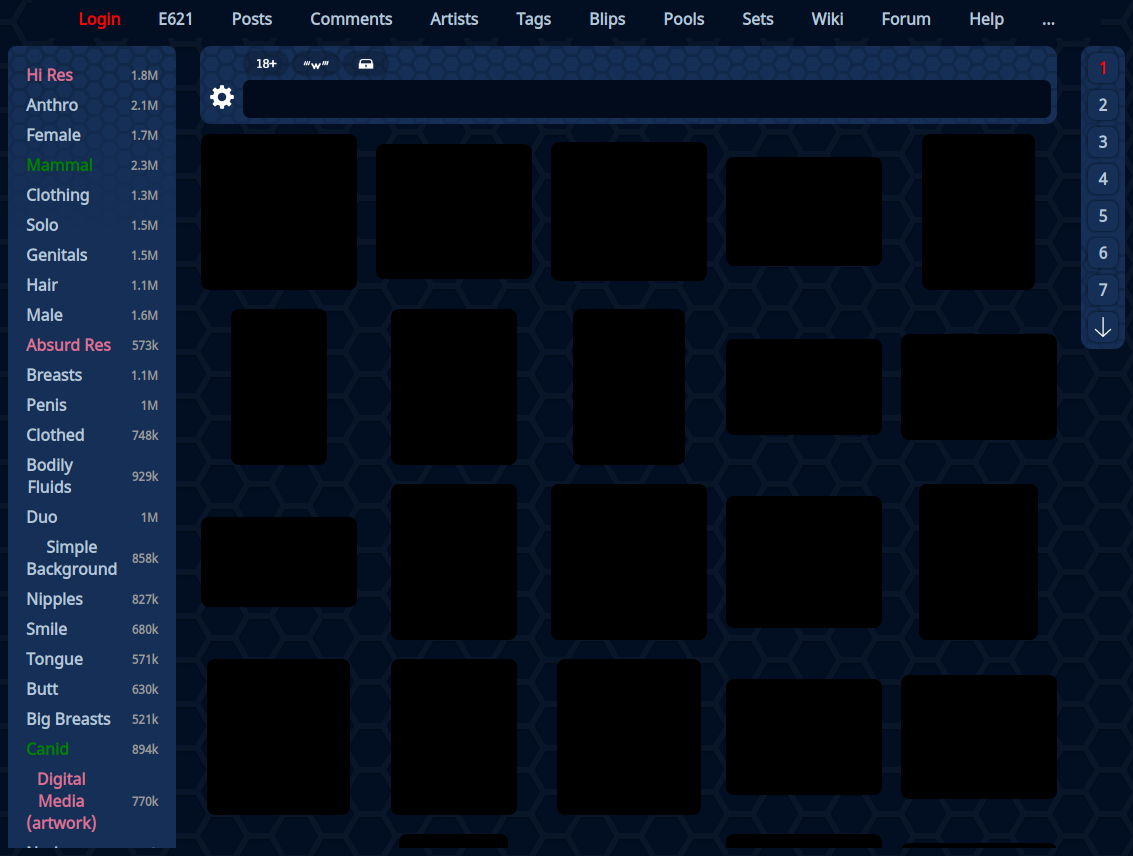 Login E621 Posts Comments Artists Tags Blips Pools Sets Wiki Forum Help ...
18+ "'w'"
Hi Res 1.8M
Anthro 2.1M
Female 1.7M
Mammal 2.3M
Clothing 1.3M
Solo 1.5M
Genitals 1.5M
Hair 1.1M
Male 1.6M
Absurd Res 573k
Breasts 1.1M
Penis 1M
Clothed 748k
Bodily
Fluids 929k
Duo 1M
Simple
Background 858k
Nipples 827k
Smile 680k
Tongue 571k
Butt 630k
Big Breasts 521k
Canid 894k
Digital
Media 770k
(artwork)
1
2
3
4
5
6
7